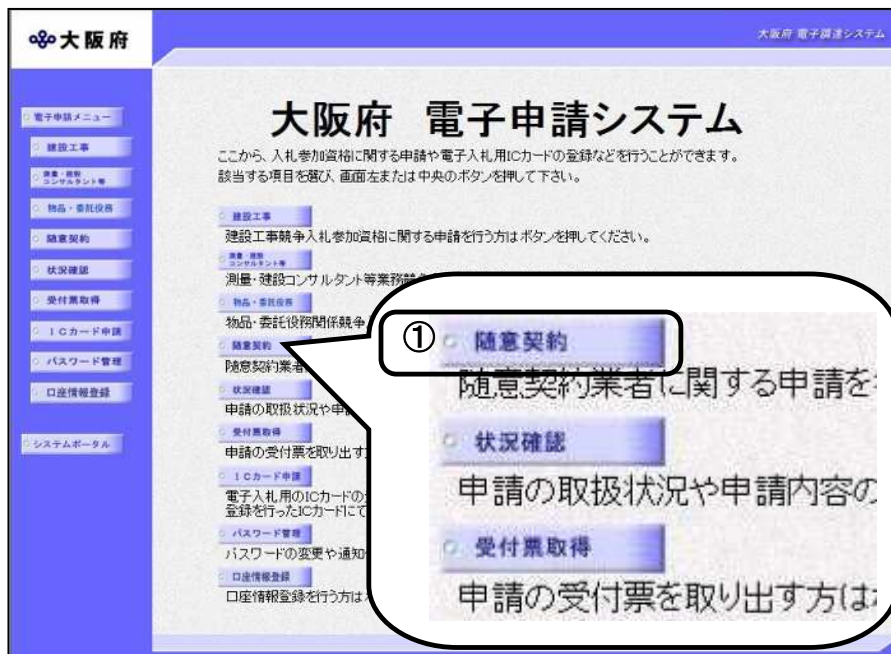 大阪府
大阪府 電子調達システム
電子申請メニュー
建設工事
測量・建設
コンサルタント等
物品・委託役務
随意契約
状況確認
受付票取得
ICカード申請
パスワード管理
口座情報登録
システムポータル
大阪府 電子申請システム
ここから、入札参加資格に関する申請や電子入札用ICカードの登録などを行うことができます。
該当する項目を選び、画面左または中央のボタンを押して下さい。
建設工事
建設工事競争入札参加資格に関する申請を行う方はボタンを押してください。
測量・建設
コンサルタント等
測量・建設コンサルタント等業務競
物品・委託役務
物品・委託役務関係競争
随意契約
随意契約業者
状況確認
申請の取扱状況や申
受付票取得
申請の受付票を取り出す
ICカード申請
電子入札用のICカードの
登録を行ったICカードにて
パスワード管理
パスワードの変更や通知
口座情報登録
口座情報登録を行う方は
① 随意契約
随意契約業者に関する申請を
状況確認
申請の取扱状況や申請内容の
受付票取得
申請の受付票を取り出す方は